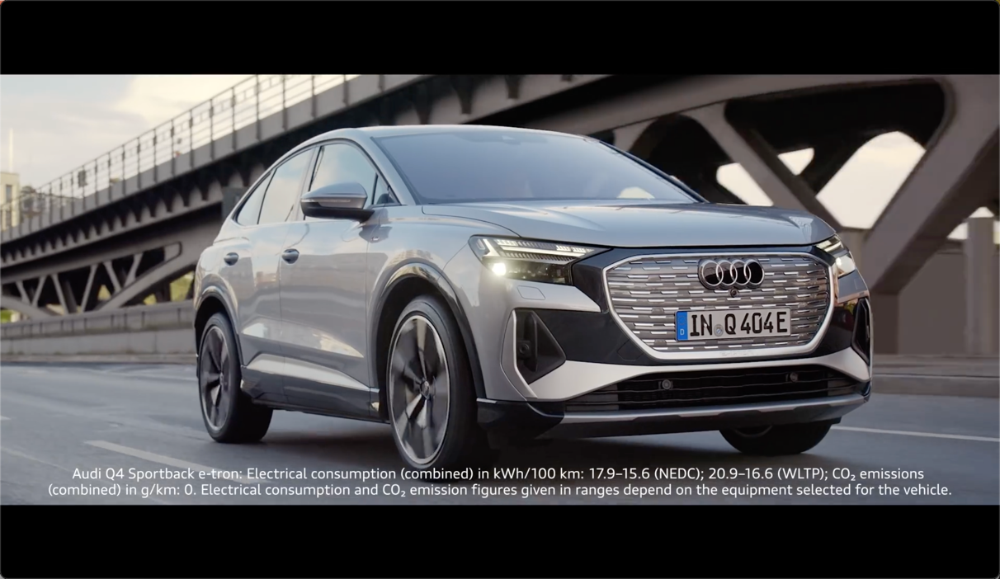 D
IN Q 404E
Audi Q4 Sportback e-tron: Electrical consumption (combined) in kWh/100 km: 17.9–15.6 (NEDC); 20.9–16.6 (WLTP); CO₂ emissions
(combined) in g/km: 0. Electrical consumption and CO₂ emission figures given in ranges depend on the equipment selected for the vehicle.